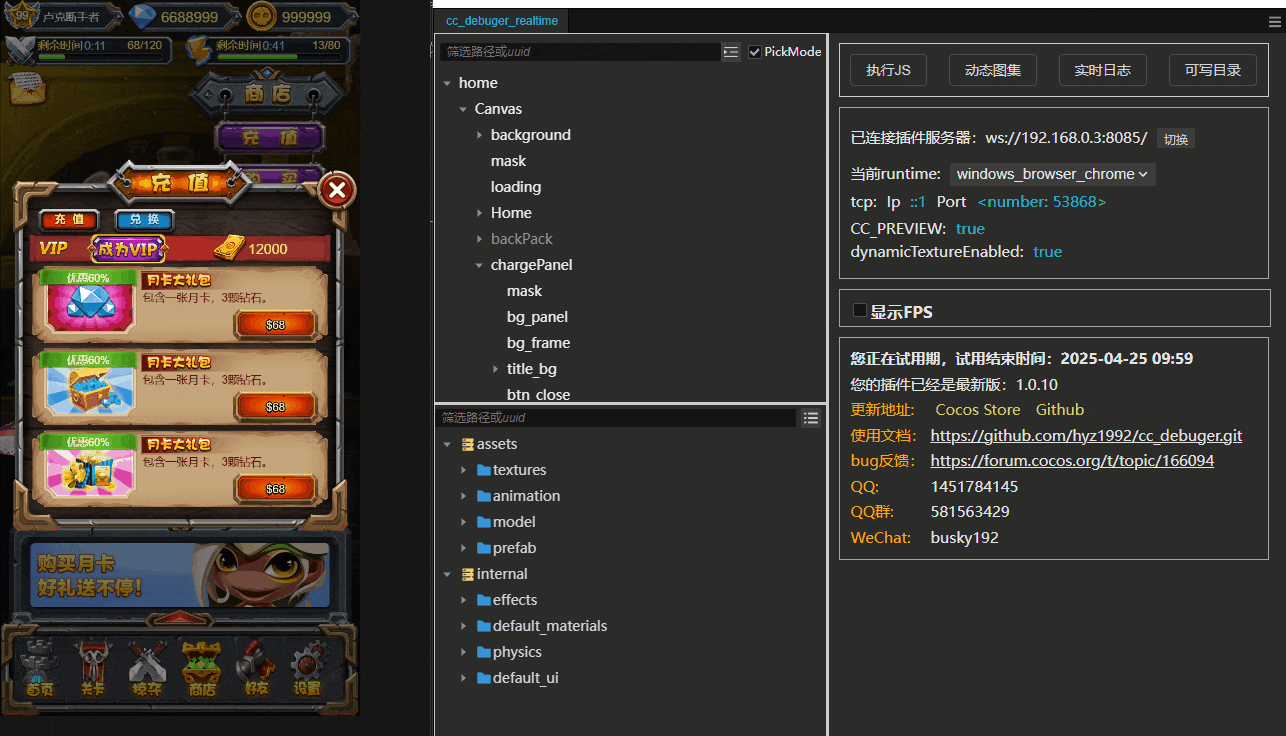 99
卢克断手者
6688999
999999
剩余时间0:11
68/120
剩余时间0:41
13/80
商店
充 值
购 买
充 值
充 值
兑 换
VIP
成为VIP
12000
优惠60%
月卡大礼包
包含一张月卡，3颗钻石。
$68
优惠60%
月卡大礼包
包含一张月卡，3颗钻石。
$68
优惠60%
月卡大礼包
包含一张月卡，3颗钻石。
$68
购买月卡
好礼送不停！
首页
关卡
掠夺
商店
好友
设置
cc_debuger_realtime
筛选路径或uuid
PickMode
home
Canvas
background
mask
loading
Home
backPack
chargePanel
mask
bg_panel
bg_frame
title_bg
btn_close
筛选路径或uuid
assets
textures
animation
model
prefab
internal
effects
default_materials
physics
default_ui
执行JS
动态图集
实时日志
可写目录
已连接插件服务器：ws://192.168.0.3:8085/ 切换
当前runtime: windows_browser_chrome
tcp: Ip ::1 Port <number: 53868>
CC_PREVIEW: true
dynamicTextureEnabled: true
显示FPS
您正在试用期，试用结束时间：2025-04-25 09:59
您的插件已经是最新版：1.0.10
更新地址: Cocos Store Github
使用文档: https://github.com/hyz1992/cc_debuger.git
bug反馈: https://forum.cocos.org/t/topic/166094
QQ: 1451784145
QQ群: 581563429
WeChat: busky192